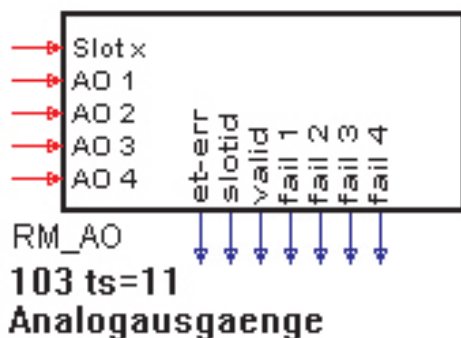 Slot x
AO 1
AO 2
AO 3
AO 4
et-err
slotid
valid
fail 1
fail 2
fail 3
fail 4
RM_AO
103 ts=11
Analogausgaenge